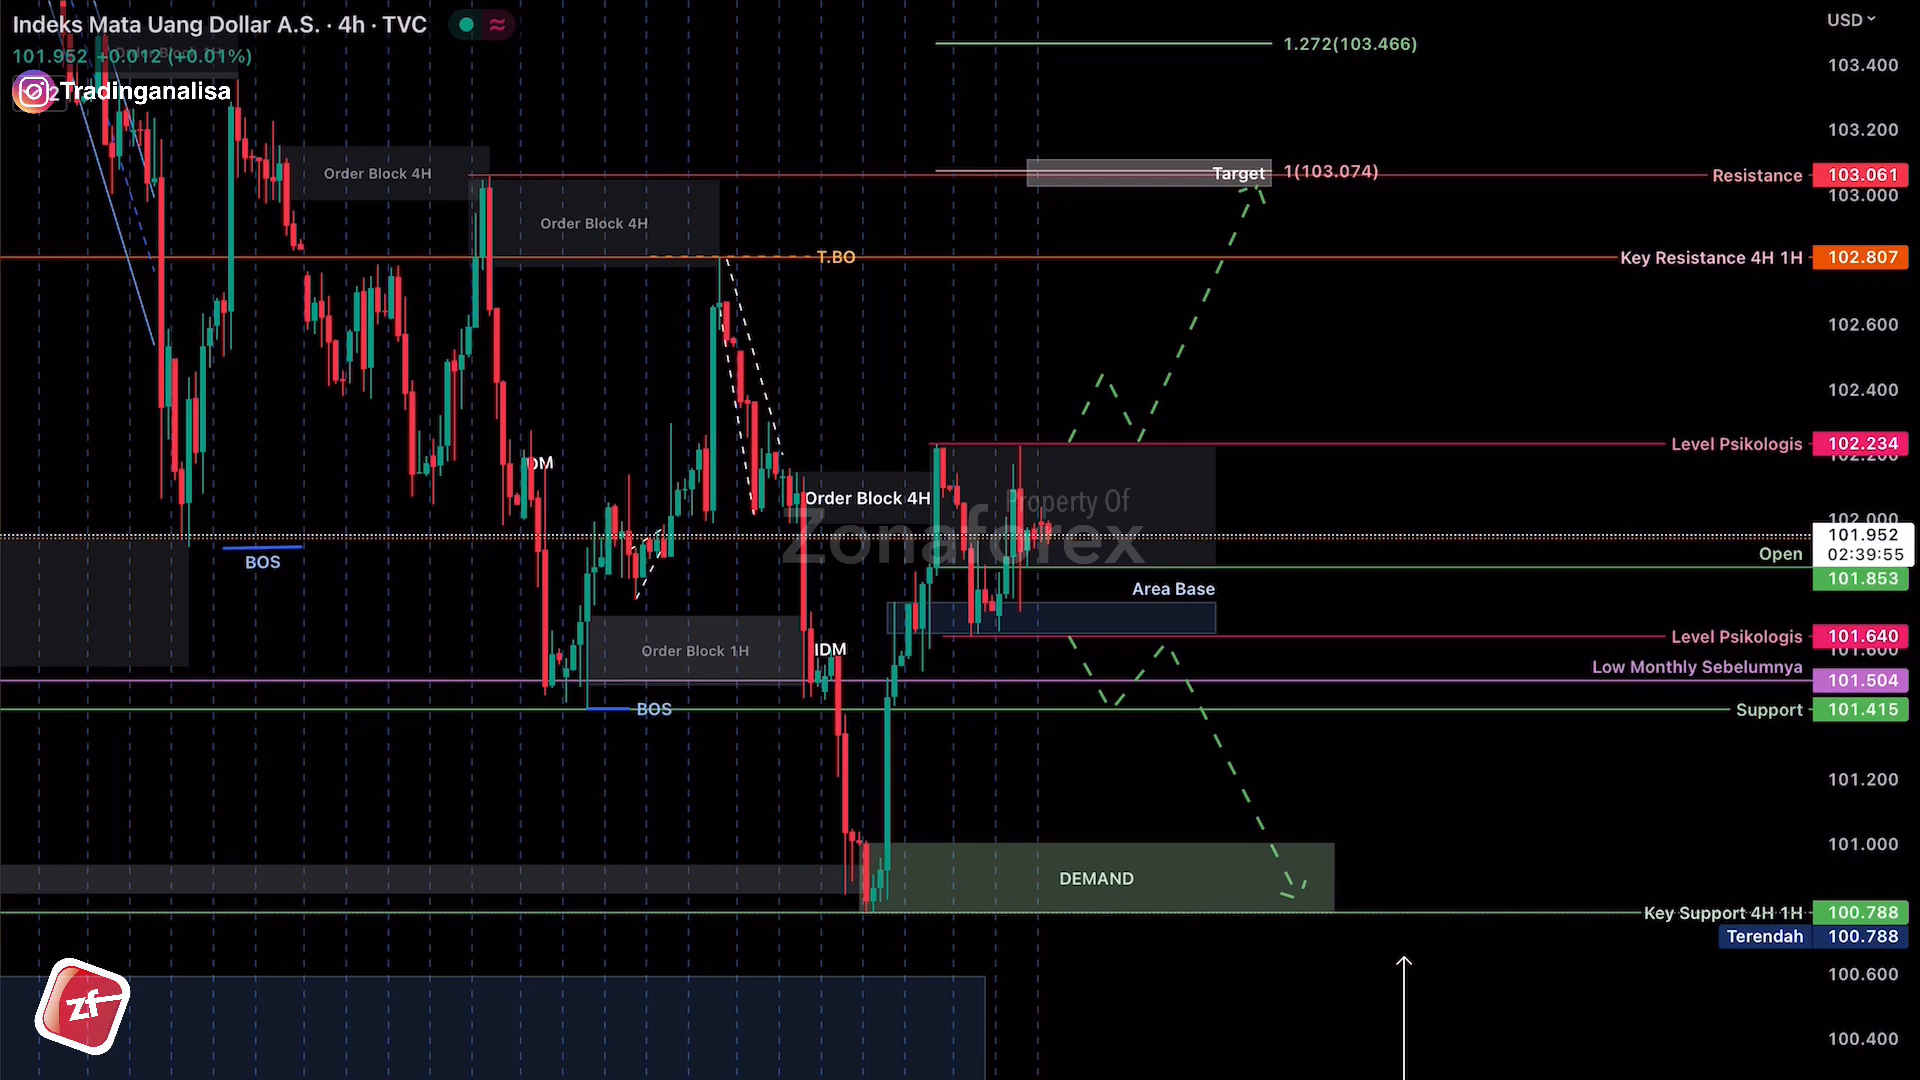 Indeks Mata Uang Dollar A.S. · 4h · TVC
101.952 +0.012 (+0.01%)
Tradinganalisa
USD
1.272(103.466)
103.400
103.200
Order Block 4H
Target
1(103.074)
Resistance
103.061
103.000
Order Block 4H
T.BO
Key Resistance 4H 1H
102.807
102.600
102.400
Level Psikologis
102.234
102.200
IDM
Order Block 4H
Property Of
Zonaforex
102.000
101.952
BOS
Open
02:39:55
101.853
Area Base
Level Psikologis
101.640
101.600
Order Block 1H
IDM
Low Monthly Sebelumnya
101.504
BOS
Support
101.415
101.200
101.000
DEMAND
Key Support 4H 1H
100.788
Terendah
100.788
100.600
zf
100.400